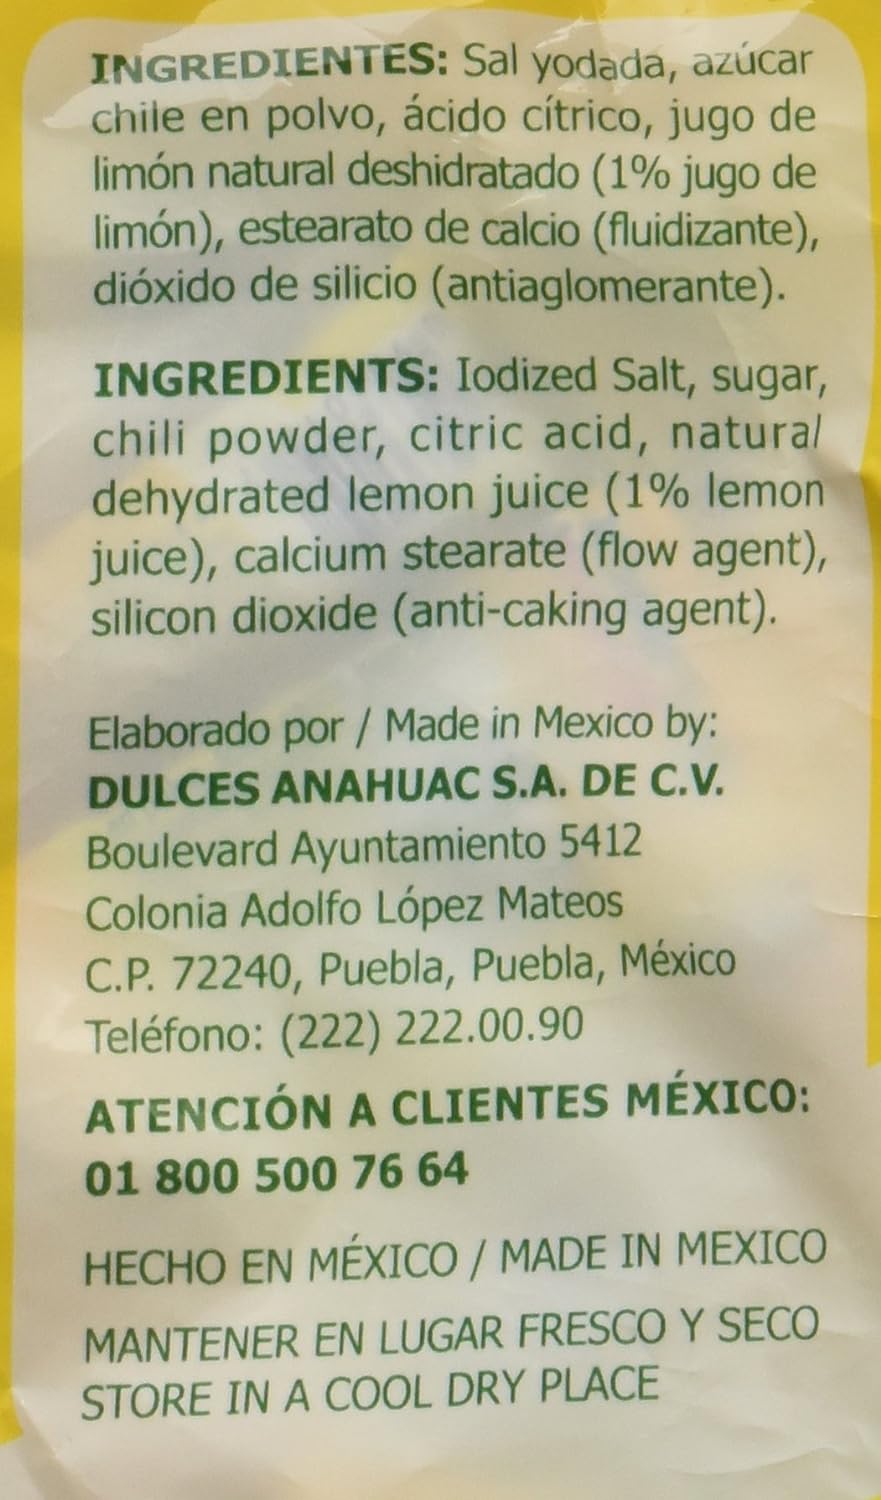 INGREDIENTES: Sal yodada, azúcar
chile en polvo, ácido cítrico, jugo de
limón natural deshidratado (1% jugo de
limón), estearato de calcio (fluidizante),
dióxido de silicio (antiaglomerante).
INGREDIENTS: Iodized Salt, sugar,
chili powder, citric acid, natural
dehydrated lemon juice (1% lemon
juice), calcium stearate (flow agent),
silicon dioxide (anti-caking agent).
Elaborado por / Made in Mexico by:
DULCES ANAHUAC S.A. DE C.V.
Boulevard Ayuntamiento 5412
Colonia Adolfo López Mateos
C.P. 72240, Puebla, Puebla, México
Teléfono: (222) 222.00.90
ATENCIÓN A CLIENTES MÉXICO:
01 800 500 76 64
HECHO EN MÉXICO / MADE IN MEXICO
MANTENER EN LUGAR FRESCO Y SECO
STORE IN A COOL DRY PLACE